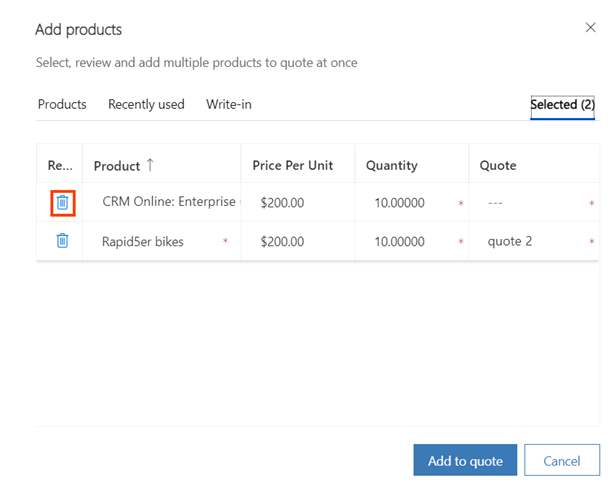 Add products
Select, review and add multiple products to quote at once
Products Recently used Write-in Selected (2)
Re... Product ↑ Price Per Unit Quantity Quote
CRM Online: Enterprise $200.00 10.00000 * --- *
Rapid5er bikes * $200.00 10.00000 * quote 2 *
Add to quote Cancel